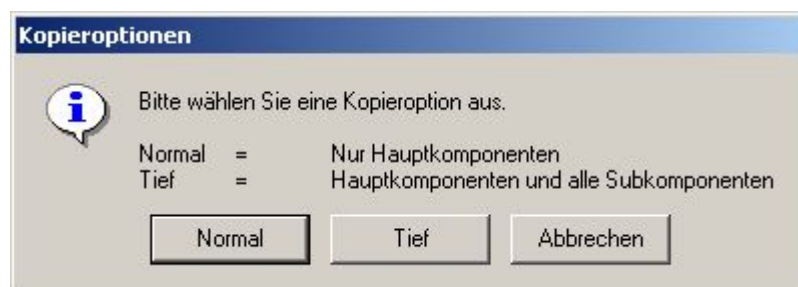 Kopieroptionen
Bitte wählen Sie eine Kopieroption aus.
Normal = Nur Hauptkomponenten
Tief = Hauptkomponenten und alle Subkomponenten
Normal Tief Abbrechen